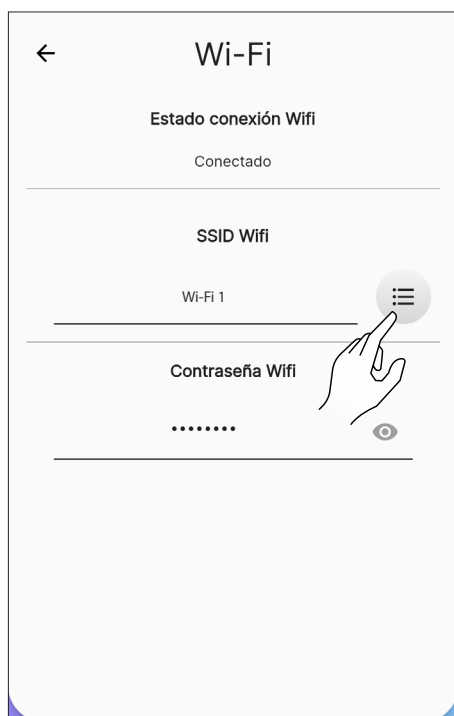 Wi-Fi
Estado conexión Wifi
Conectado
SSID Wifi
Wi-Fi 1
Contraseña Wifi
••••••••